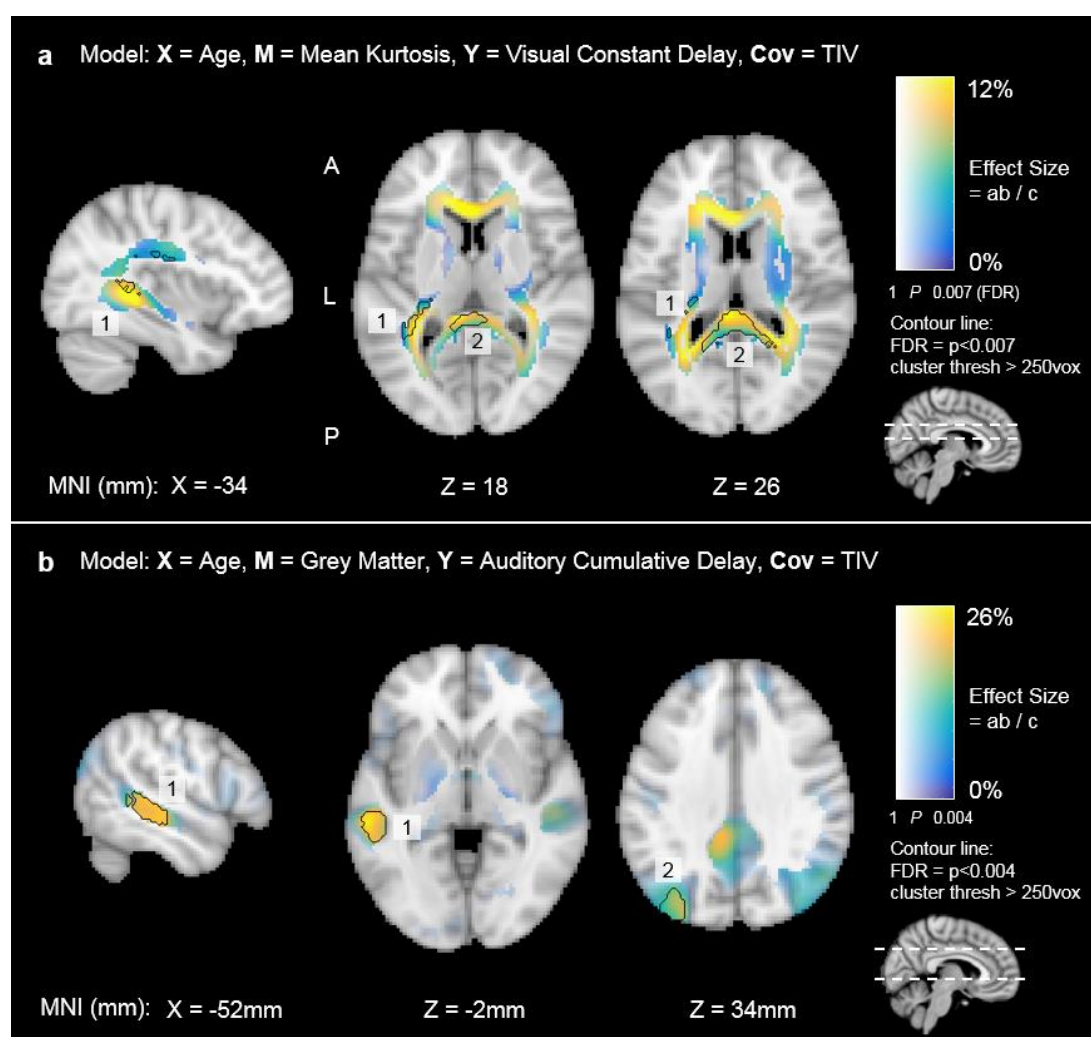 a Model: X = Age, M = Mean Kurtosis, Y = Visual Constant Delay, Cov = TIV
12%
A
Effect Size
= ab / c
0%
L
1 P 0.007 (FDR)
1
1
1
Contour line:
2
2
FDR = p<0.007
cluster thresh > 250vox
P
MNI (mm): X = -34
Z = 18
Z = 26
b Model: X = Age, M = Grey Matter, Y = Auditory Cumulative Delay, Cov = TIV
26%
Effect Size
= ab / c
0%
1
1 P 0.004
1
Contour line:
2
FDR = p<0.004
cluster thresh > 250vox
MNI (mm): X = -52mm
Z = -2mm
Z = 34mm